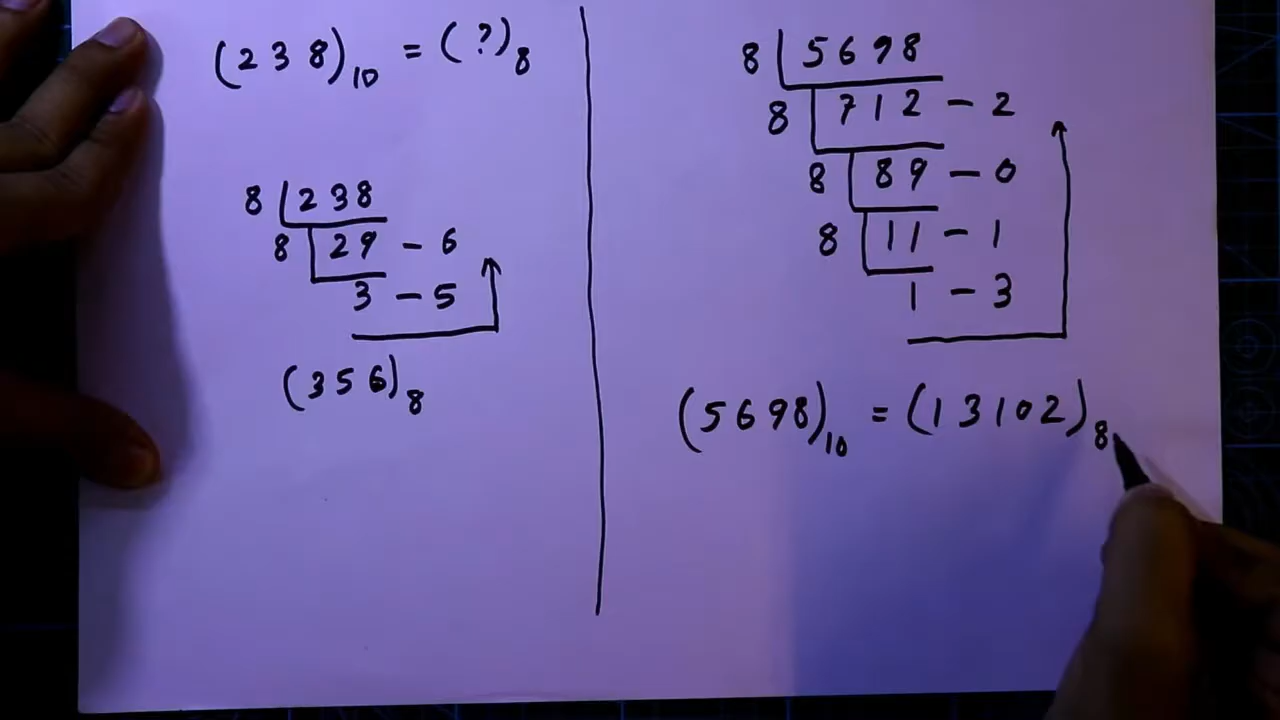 (238)10 = (?)8
8 | 238
8 | 29 - 6
3 - 5
(356)8
8 | 5698
8 | 712 - 2
8 | 89 - 0
8 | 11 - 1
1 - 3
(5698)10 = (13102)8